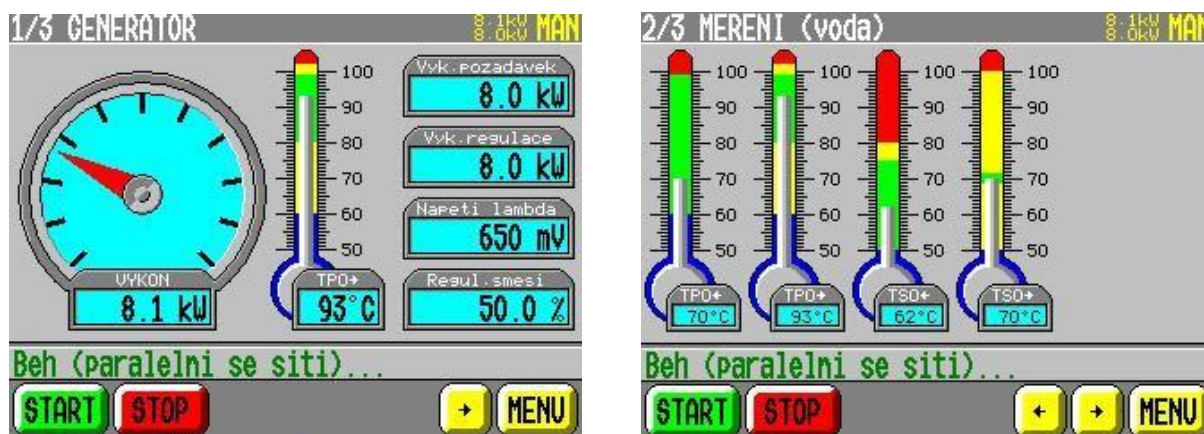 1/3 GENERATOR
8.1kW
8.0kW
MAN
Vyk.pozadavek
8.0 kW
Vyk.regulace
8.0 kW
Napeti lambda
650 mV
Regul.smesi
50.0 %
100
90
80
70
60
50
VYKON
8.1 kW
TPO→
93°C
Beh (paralelni se siti)...
START STOP → MENU
2/3 MERENI (voda)
8.1kW
8.0kW
MAN
100 100 100 100
90 90 90 90
80 80 80 80
70 70 70 70
60 60 60 60
50 50 50 50
TPO← TPO→ TSO← TSO→
70°C 93°C 62°C 70°C
Beh (paralelni se siti)...
START STOP ← → MENU